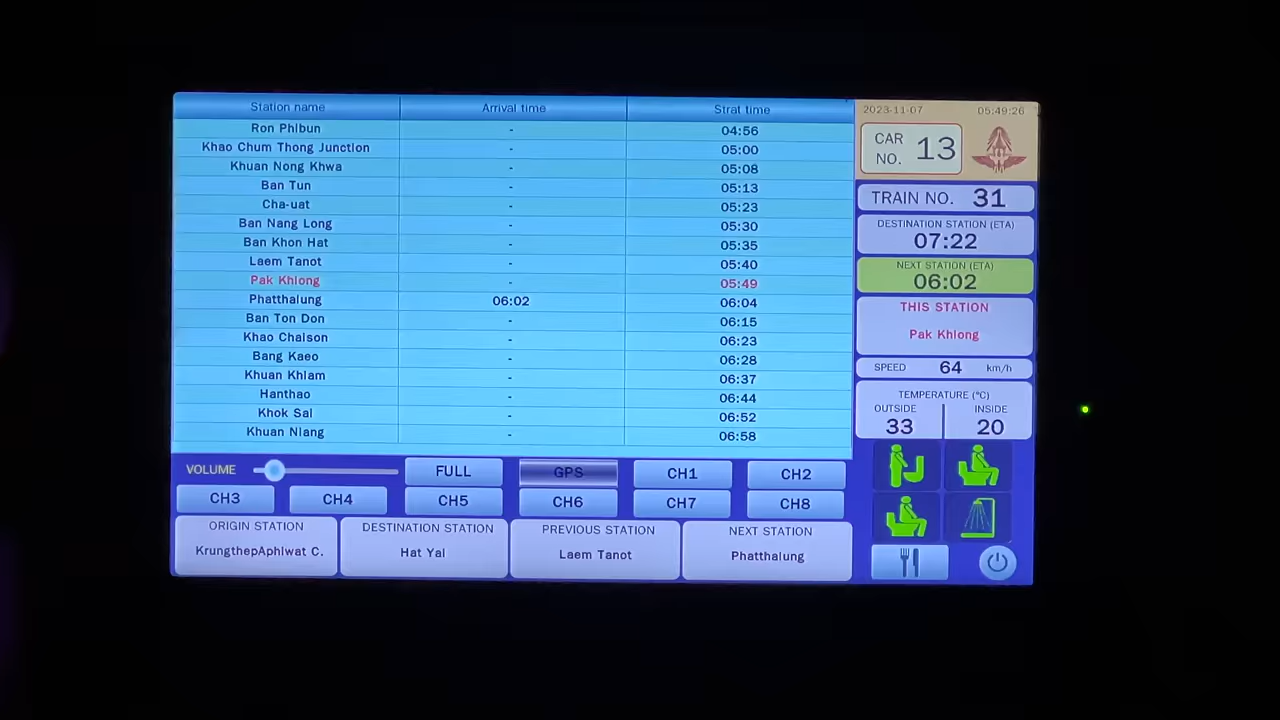 Station name Arrival time Strat time
Ron Phibun - 04:56
Khao Chum Thong Junction - 05:00
Khuan Nong Khwa - 05:08
Ban Tun - 05:13
Cha-uat - 05:23
Ban Nang Long - 05:30
Ban Khon Hat - 05:35
Laem Tanot - 05:40
Pak Khlong - 05:49
Phatthalung 06:02 06:04
Ban Ton Don - 06:15
Khao Chaison - 06:23
Bang Kaeo - 06:28
Khuan Khiam - 06:37
Hanthao - 06:44
Khok Sai - 06:52
Khuan Niang - 06:58
2023-11-07 05:49:26
CAR NO. 13
TRAIN NO. 31
DESTINATION STATION (ETA)
07:22
NEXT STATION (ETA)
06:02
THIS STATION
Pak Khlong
SPEED 64 km/h
TEMPERATURE (°C)
OUTSIDE INSIDE
33 20
VOLUME FULL GPS CH1 CH2
CH3 CH4 CH5 CH6 CH7 CH8
ORIGIN STATION
KrungthepAphiwat C.
DESTINATION STATION
Hat Yai
PREVIOUS STATION
Laem Tanot
NEXT STATION
Phatthalung